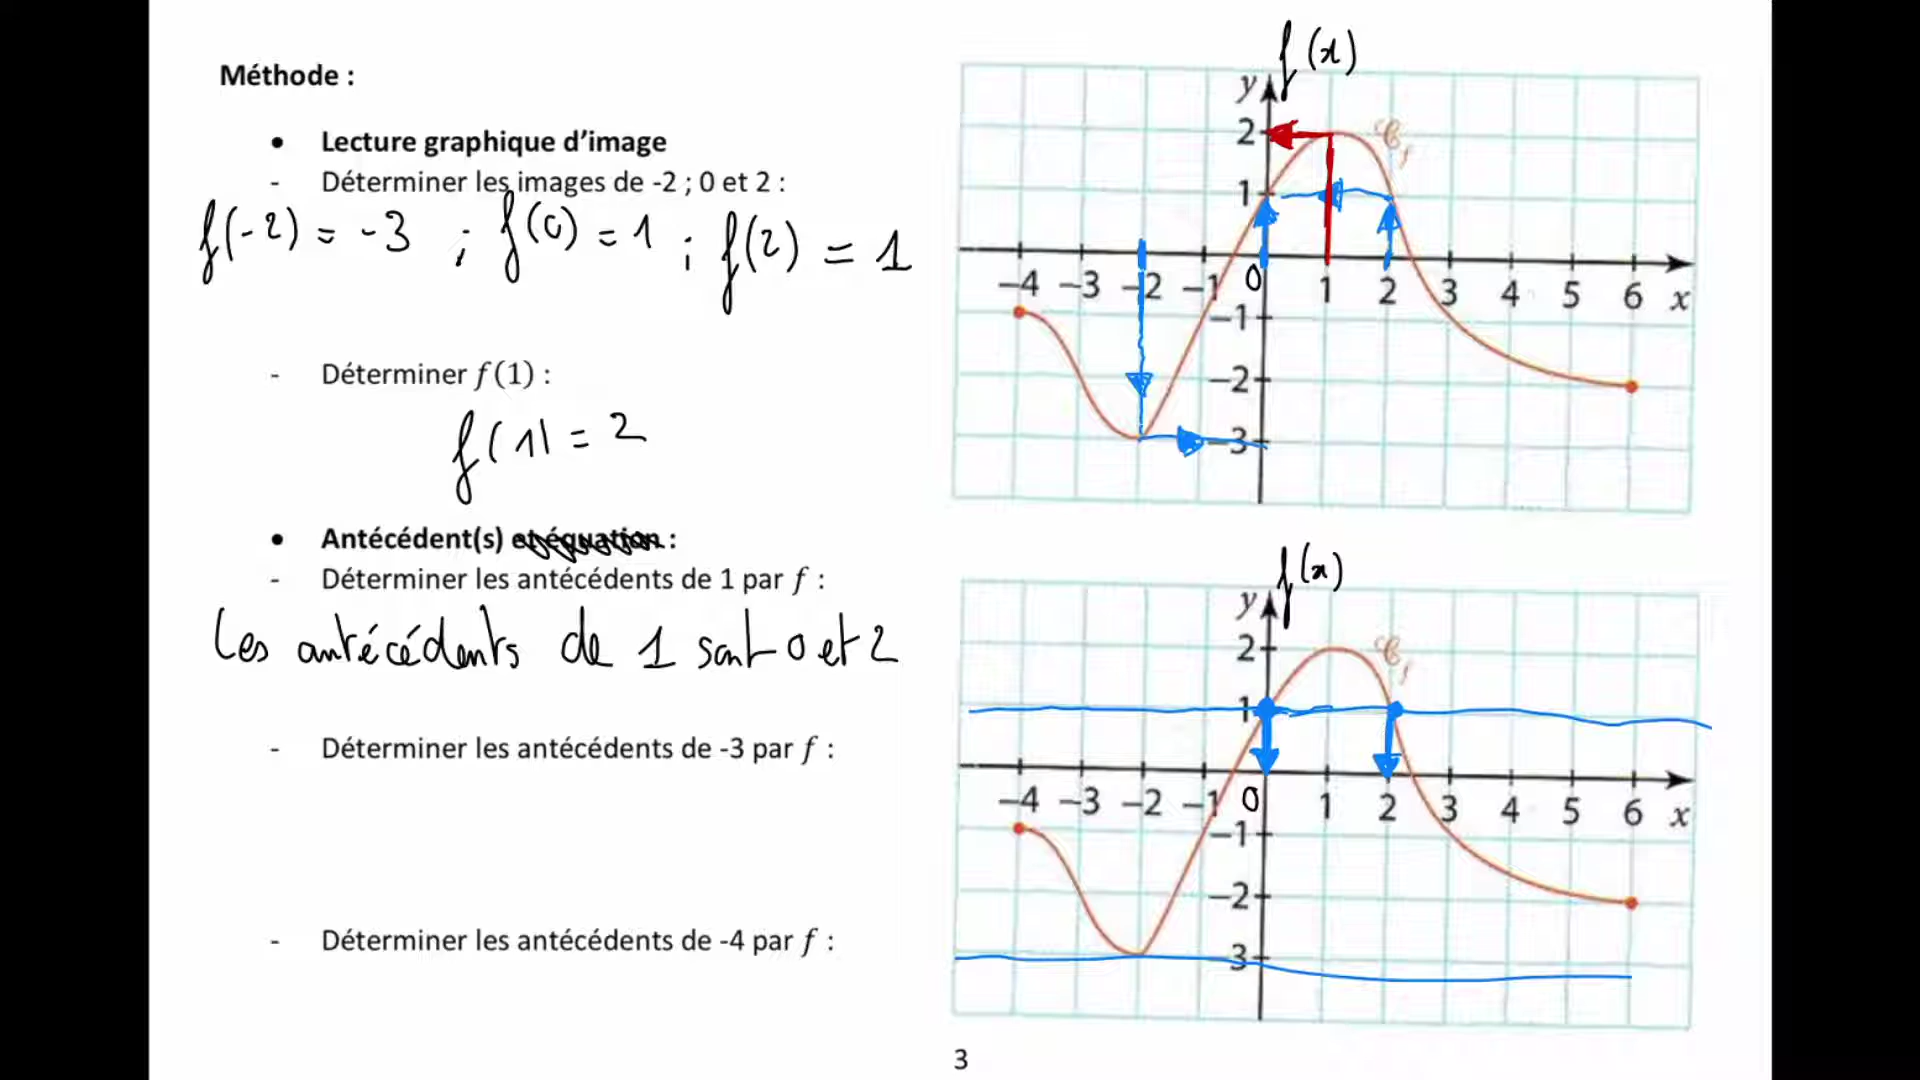 Méthode :
• Lecture graphique d'image
- Déterminer les images de -2 ; 0 et 2 :
f(-2) = -3 ; f(0) = 1 ; f(2) = 1
- Déterminer f(1) :
f(1) = 2
• Antécédent(s) et équation :
- Déterminer les antécédents de 1 par f :
Les antécédents de 1 sont 0 et 2
- Déterminer les antécédents de -3 par f :
- Déterminer les antécédents de -4 par f :
3
f(x)
y
2
𝒞f
1
-4 -3 -2 -1 0 1 2 3 4 5 6 x
-1
-2
-3
f(x)
y
2
𝒞f
1
-4 -3 -2 -1 0 1 2 3 4 5 6 x
-1
-2
-3